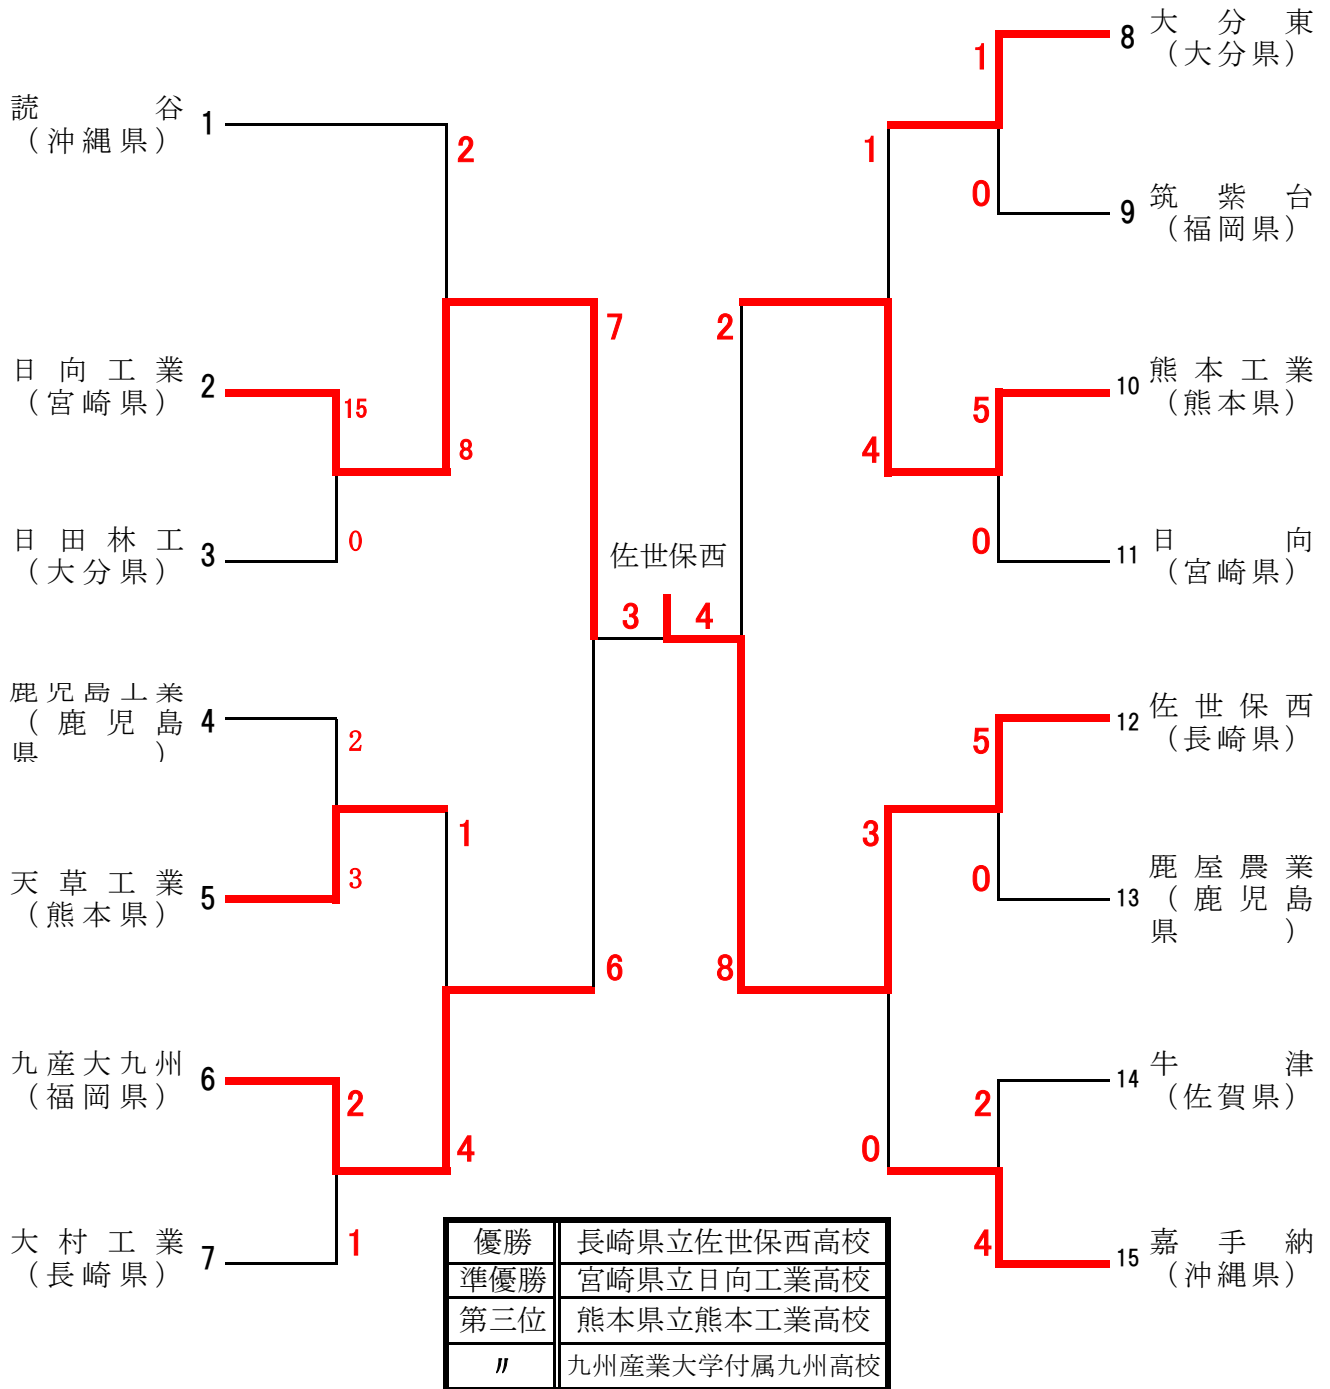 読谷
（沖縄県）
1
2
日向工業
（宮崎県）
2
15
8
日田林工
（大分県）
3
0
7
鹿児島工業
（鹿児島県）
4
2
天草工業
（熊本県）
5
3
1
九産大九州
（福岡県）
6
2
4
大村工業
（長崎県）
7
1
6
佐世保西
3 4
大分東
（大分県）
8
1
1
筑紫台
（福岡県）
9
0
2
熊本工業
（熊本県）
10
5
4
日向
（宮崎県）
11
0
佐世保西
（長崎県）
12
5
3
鹿屋農業
（鹿児島
県）
13
0
8
牛津
（佐賀県）
14
2
0
嘉手納
（沖縄県）
15
4
優勝 長崎県立佐世保西高校
準優勝 宮崎県立日向工業高校
第三位 熊本県立熊本工業高校
〃 九州産業大学付属九州高校